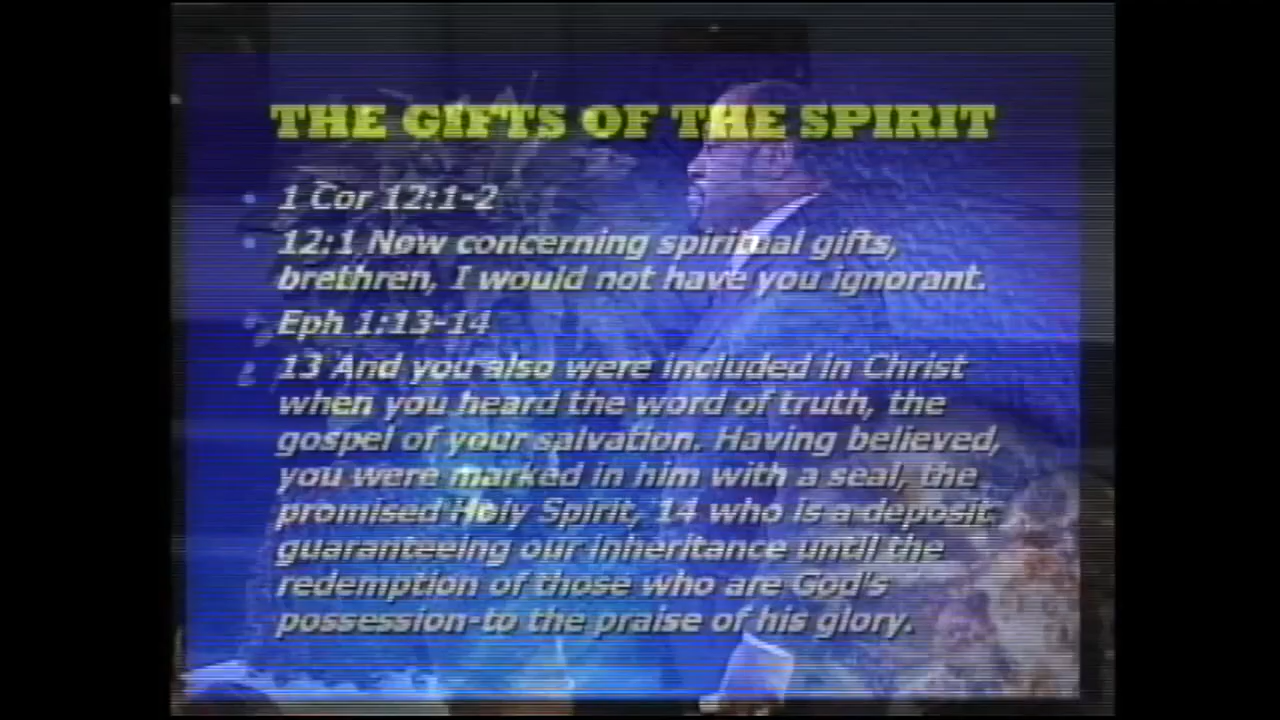 THE GIFTS OF THE SPIRIT
• 1 Cor 12:1-2
• 12:1 Now concerning spiritual gifts,
brethren, I would not have you ignorant.
• Eph 1:13-14
• 13 And you also were included in Christ
when you heard the word of truth, the
gospel of your salvation. Having believed,
you were marked in him with a seal, the
promised Holy Spirit, 14 who is a deposit
guaranteeing our inheritance until the
redemption of those who are God's
possession-to the praise of his glory.